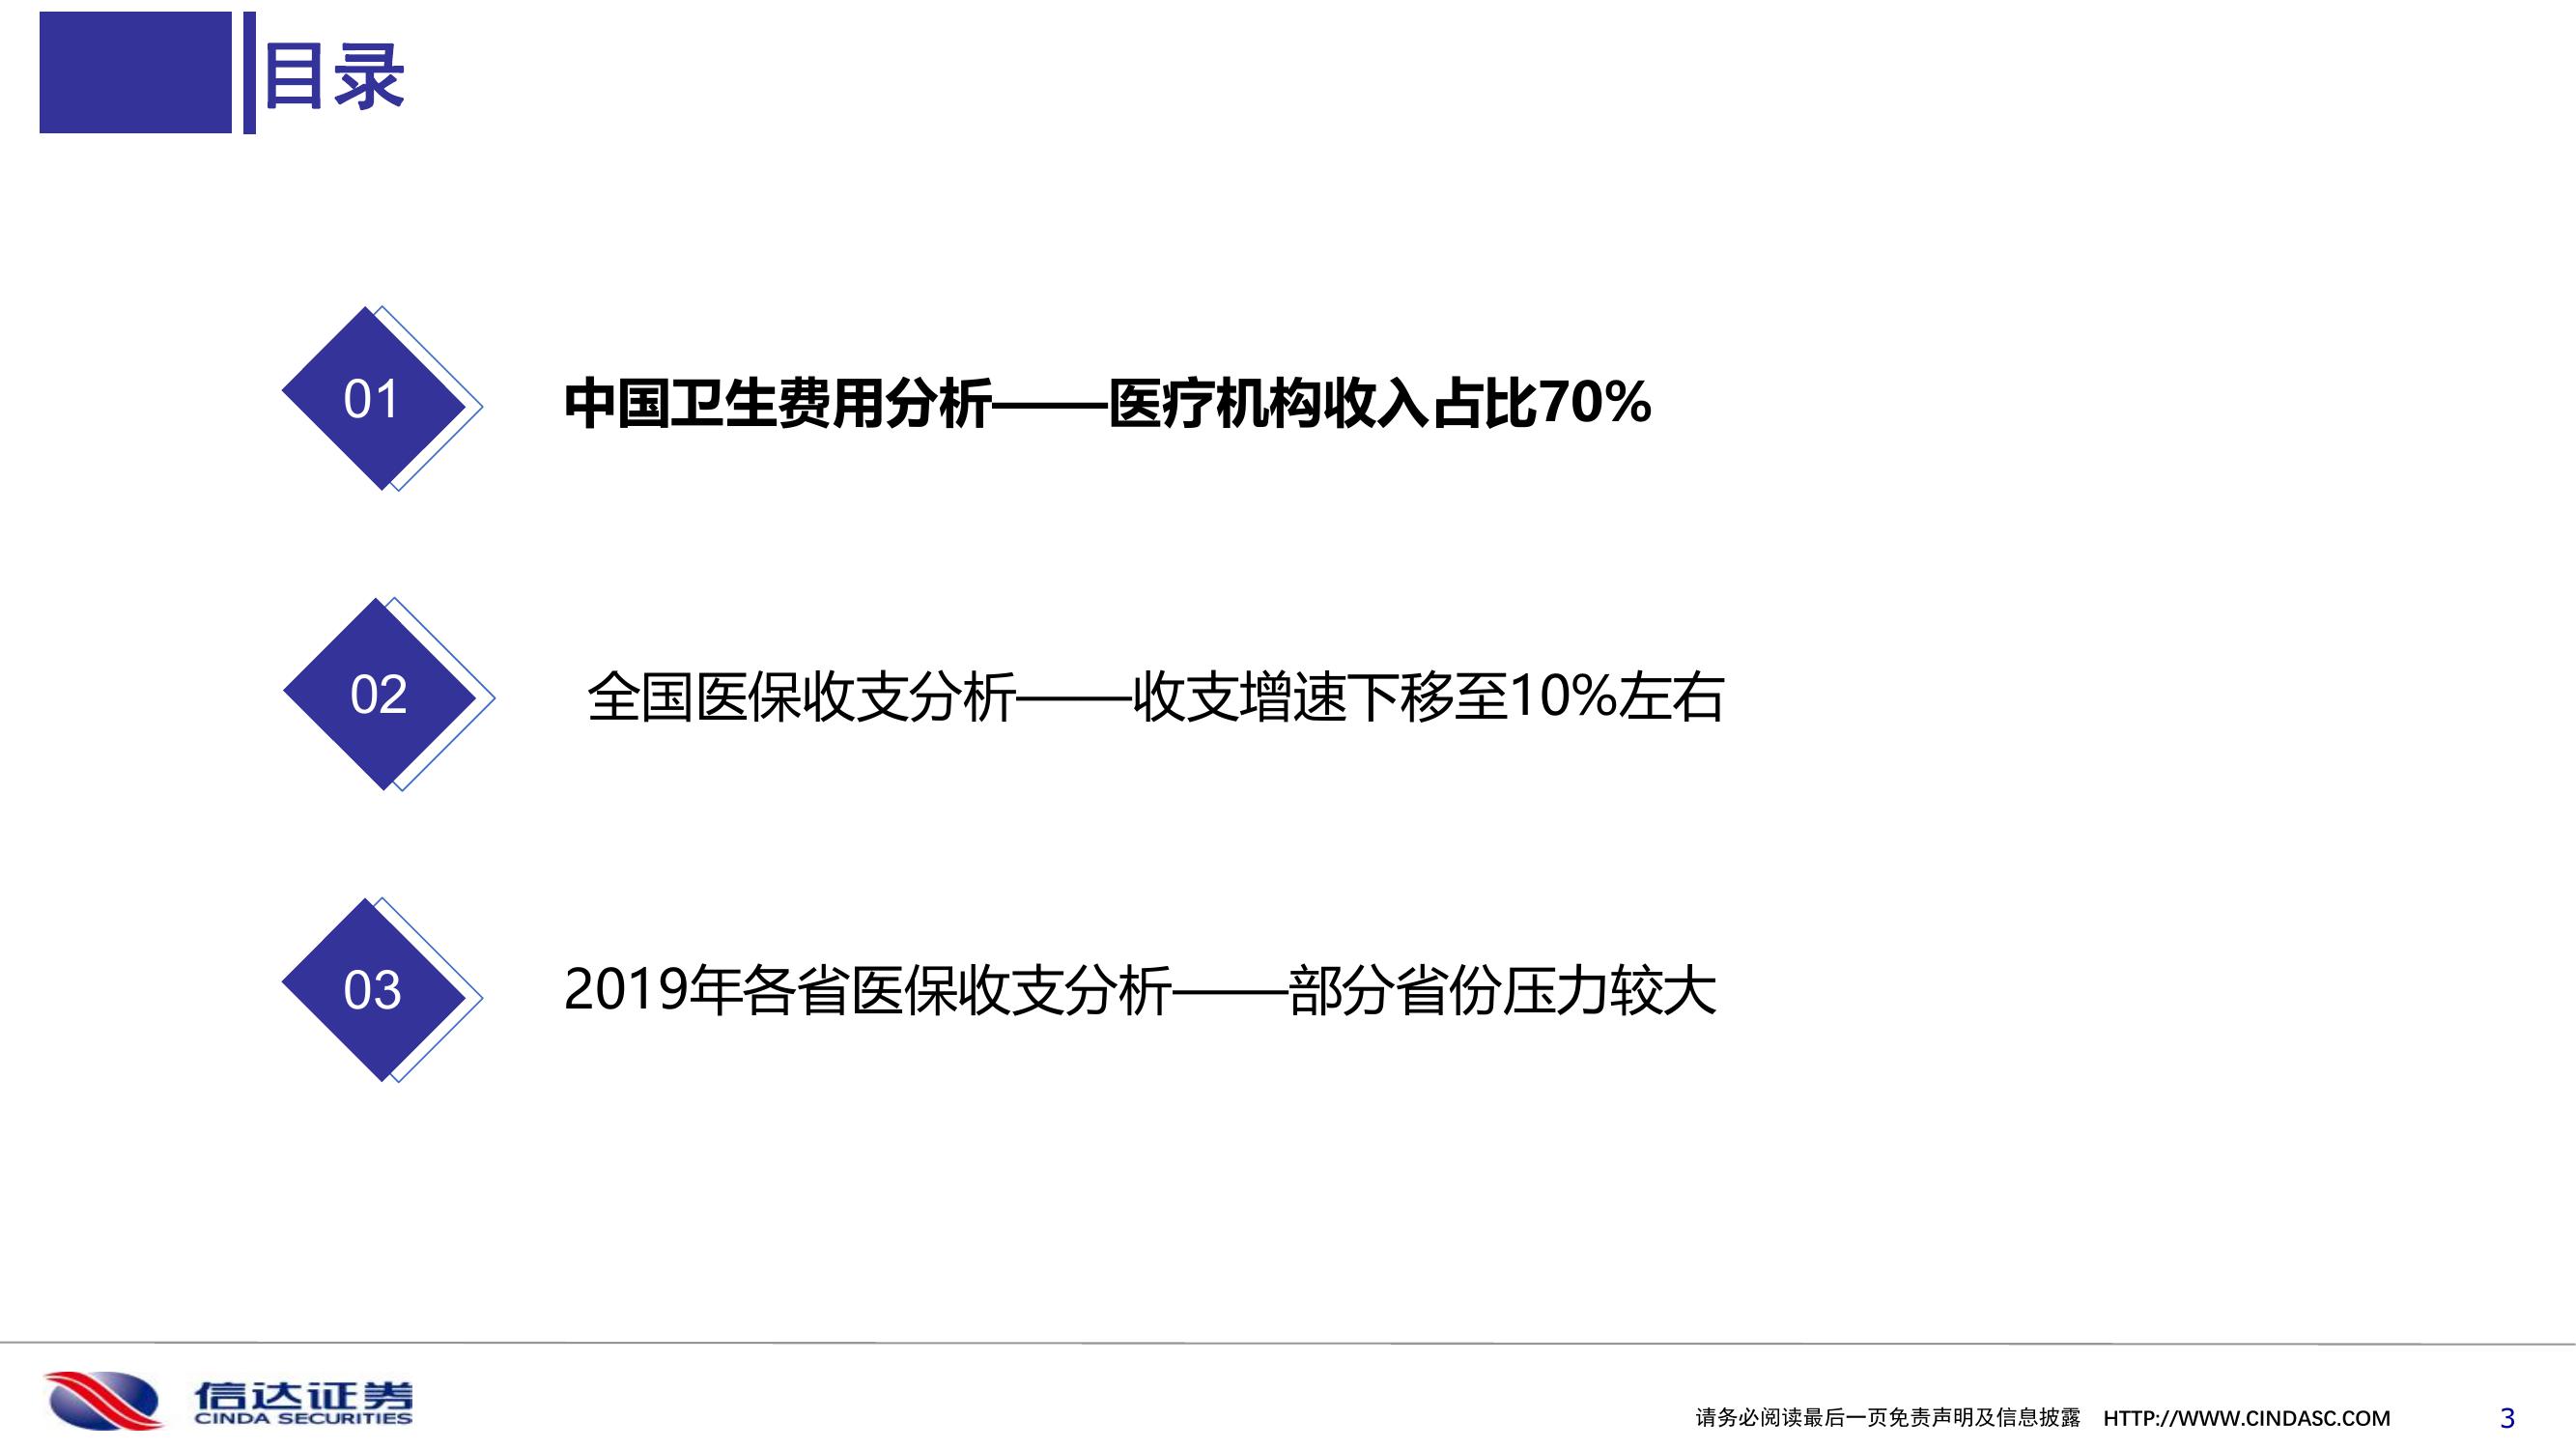 目录
01
中国卫生费用分析——医疗机构收入占比70%
02
全国医保收支分析——收支增速下移至10%左右
03
2019年各省医保收支分析——部分省份压力较大
信达证券
CINDA SECURITIES
请务必阅读最后一页免责声明及信息披露 HTTP://WWW.CINDASC.COM 3